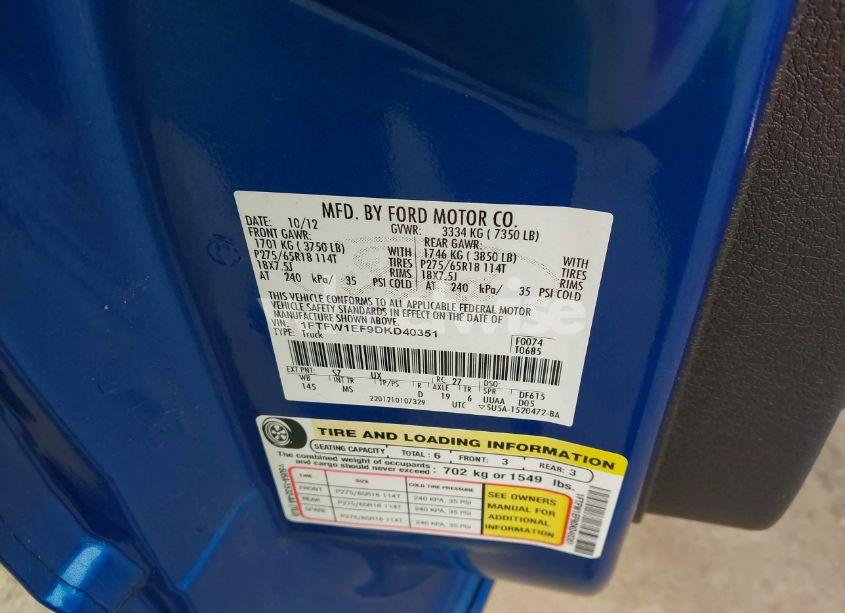 MFD. BY FORD MOTOR CO.
DATE: 10/12 GVWR: 3334 KG ( 7350 LB)
FRONT GAWR: REAR GAWR:
1701 KG ( 3750 LB) WITH 1746 KG ( 3850 LB) WITH
P275/65R18 114T TIRES P275/65R18 114T TIRES
18X7.5J RIMS 18X7.5J RIMS
AT 240 kPa/ 35 PSI COLD AT 240 kPa/ 35 PSI COLD
THIS VEHICLE CONFORMS TO ALL APPLICABLE FEDERAL MOTOR
VEHICLE SAFETY STANDARDS IN EFFECT ON THE DATE OF
MANUFACTURE SHOWN ABOVE.
VIN: 1FTFW1EF9DKD40351 F0074
TYPE: Truck T0685
EXT PNT: SZ UX RC: 27 DSO:
WB INT TR TP/PS R AXLE TR SPR DF615
145 MS D 19 6 UUAA D05
2201210107329 UTC ▽5U5A-1520472-BA
TIRE AND LOADING INFORMATION
SEATING CAPACITY TOTAL: 6 FRONT: 3 REAR: 3
The combined weight of occupants
and cargo should never exceed: 702 kg or 1549 lbs.
TIRE SIZE COLD TIRE PRESSURE
FRONT P275/65R18 114T 240 KPA, 35 PSI
REAR P275/65R18 114T 240 KPA, 35 PSI
SPARE P275/65R18 114T 240 KPA, 35 PSI
SEE OWNERS
MANUAL FOR
ADDITIONAL
INFORMATION